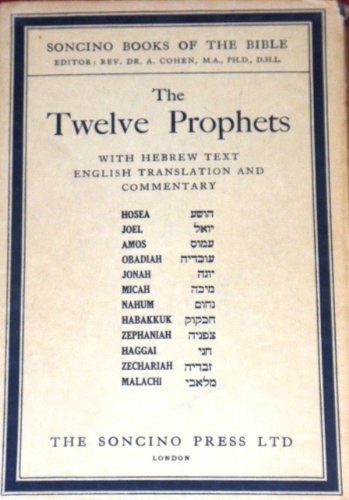 SONCINO BOOKS OF THE BIBLE
EDITOR: REV. DR. A. COHEN, M.A., PH.D., D.H.L.
The
Twelve Prophets
WITH HEBREW TEXT
ENGLISH TRANSLATION AND
COMMENTARY
HOSEA הושע
JOEL יואל
AMOS עמוס
OBADIAH עובדיה
JONAH יונה
MICAH מיכה
NAHUM נחום
HABAKKUK חבקוק
ZEPHANIAH צפניה
HAGGAI חגי
ZECHARIAH זכריה
MALACHI מלאכי
THE SONCINO PRESS LTD
LONDON